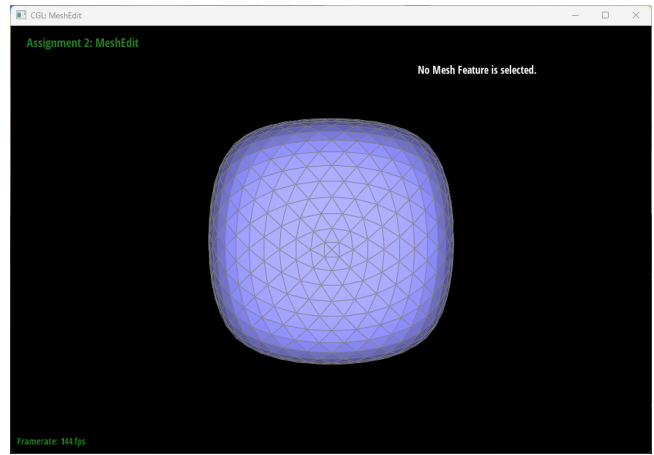 CGL: MeshEdit
Assignment 2: MeshEdit
No Mesh Feature is selected.
Framerate: 144 fps